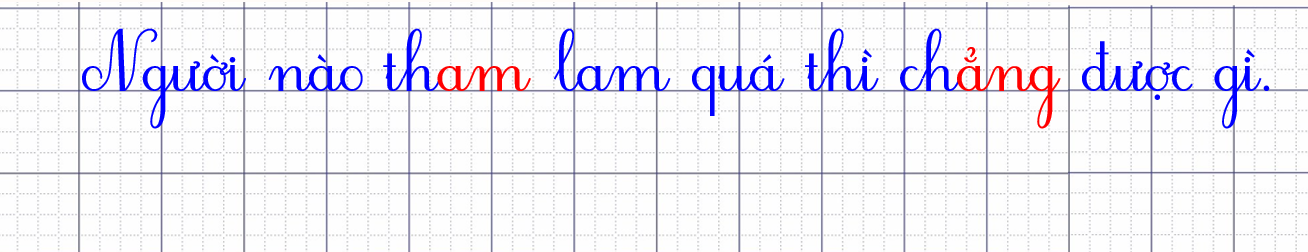 Người nào tham lam quá thì chẳng được gì.